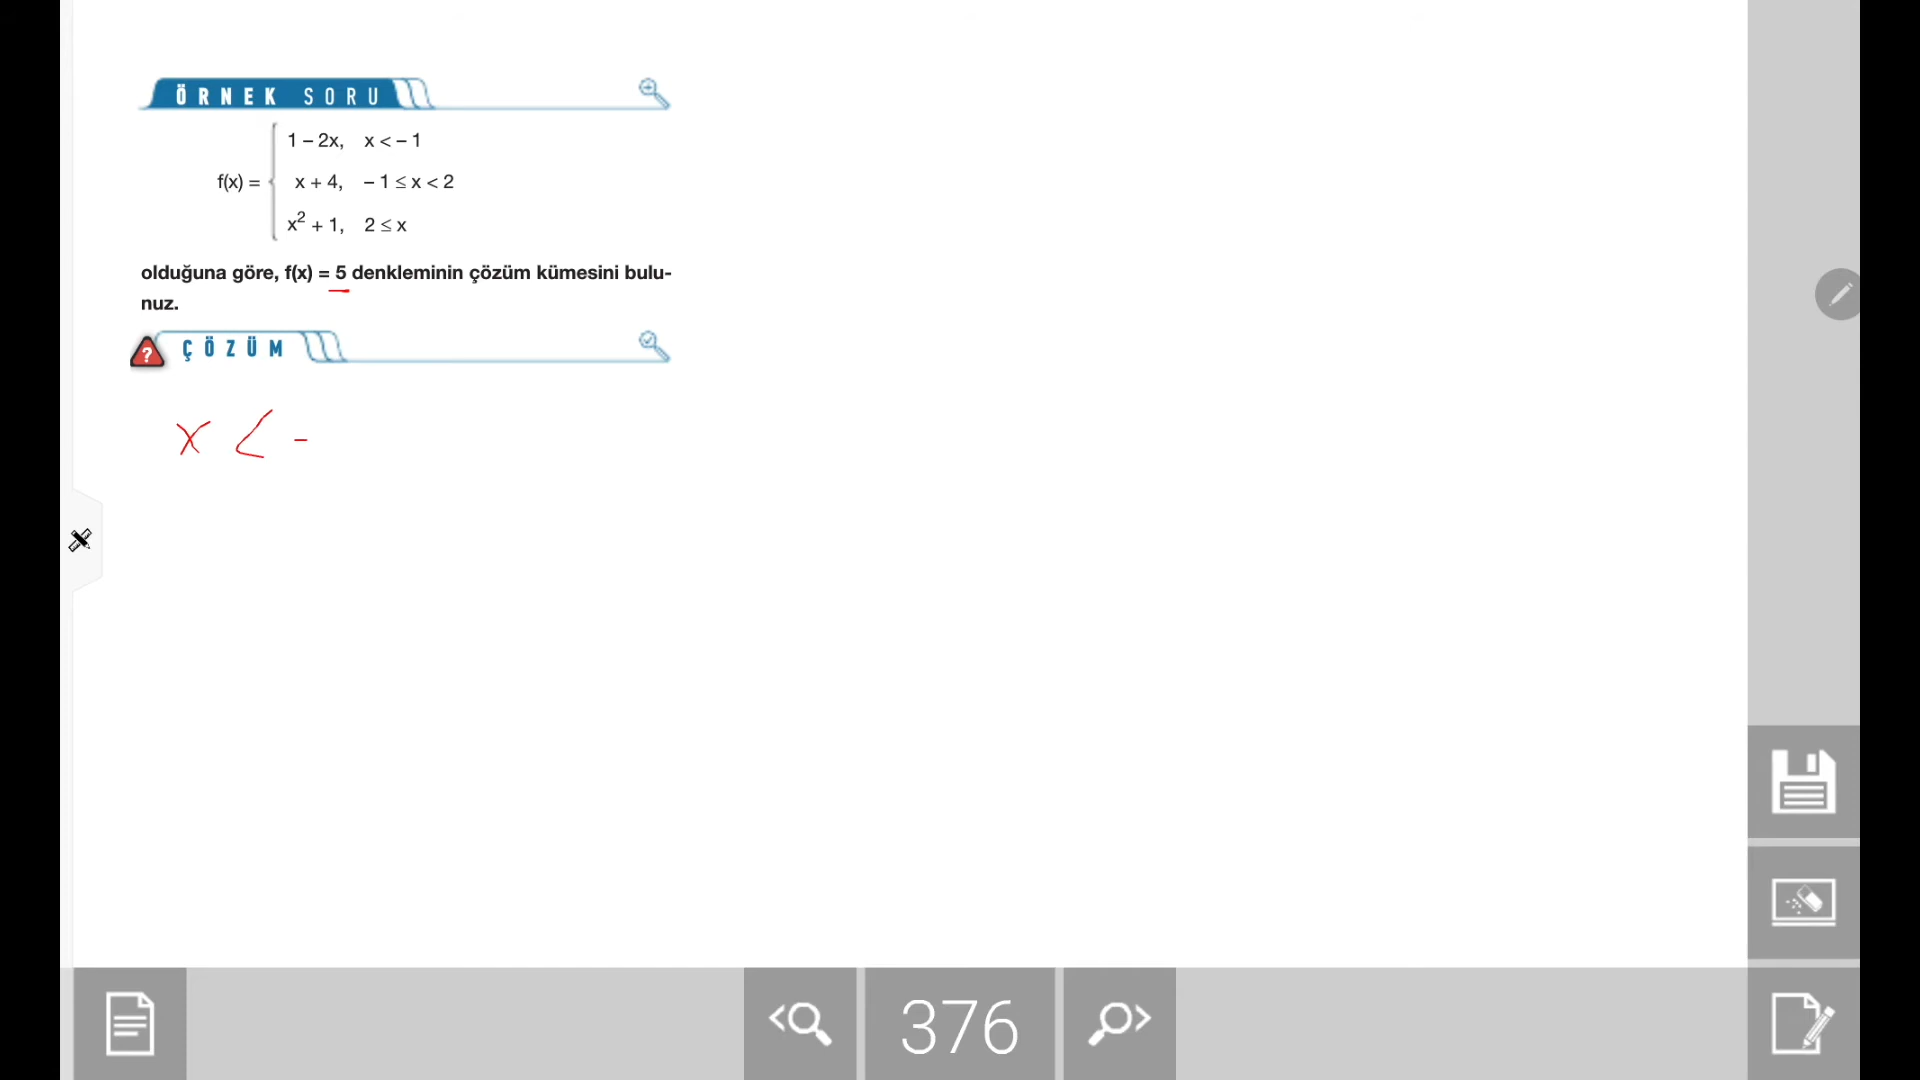 ÖRNEK SORU
1 – 2x, x < – 1
f(x) = x + 4, – 1 ≤ x < 2
x² + 1, 2 ≤ x
olduğuna göre, f(x) = 5 denkleminin çözüm kümesini bulu-
nuz.
? ÇÖZÜM
x < -
376